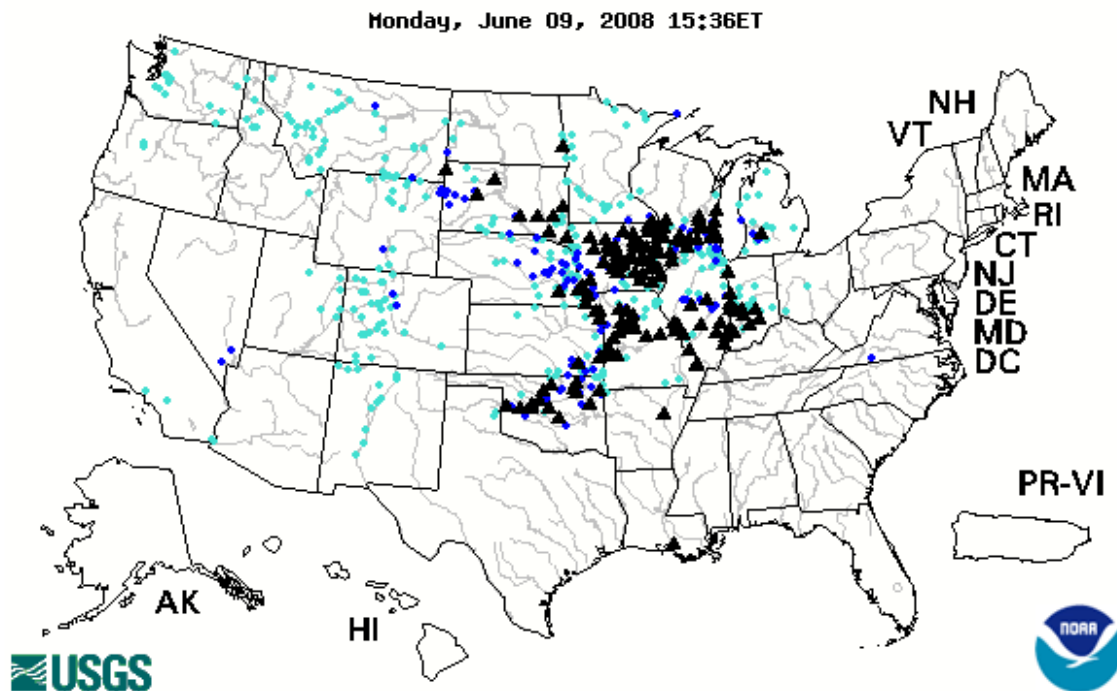 Monday, June 09, 2008 15:36ET
NH
VT
MA
RI
CT
NJ
DE
MD
DC
PR-VI
AK
HI
USGS
NOAA